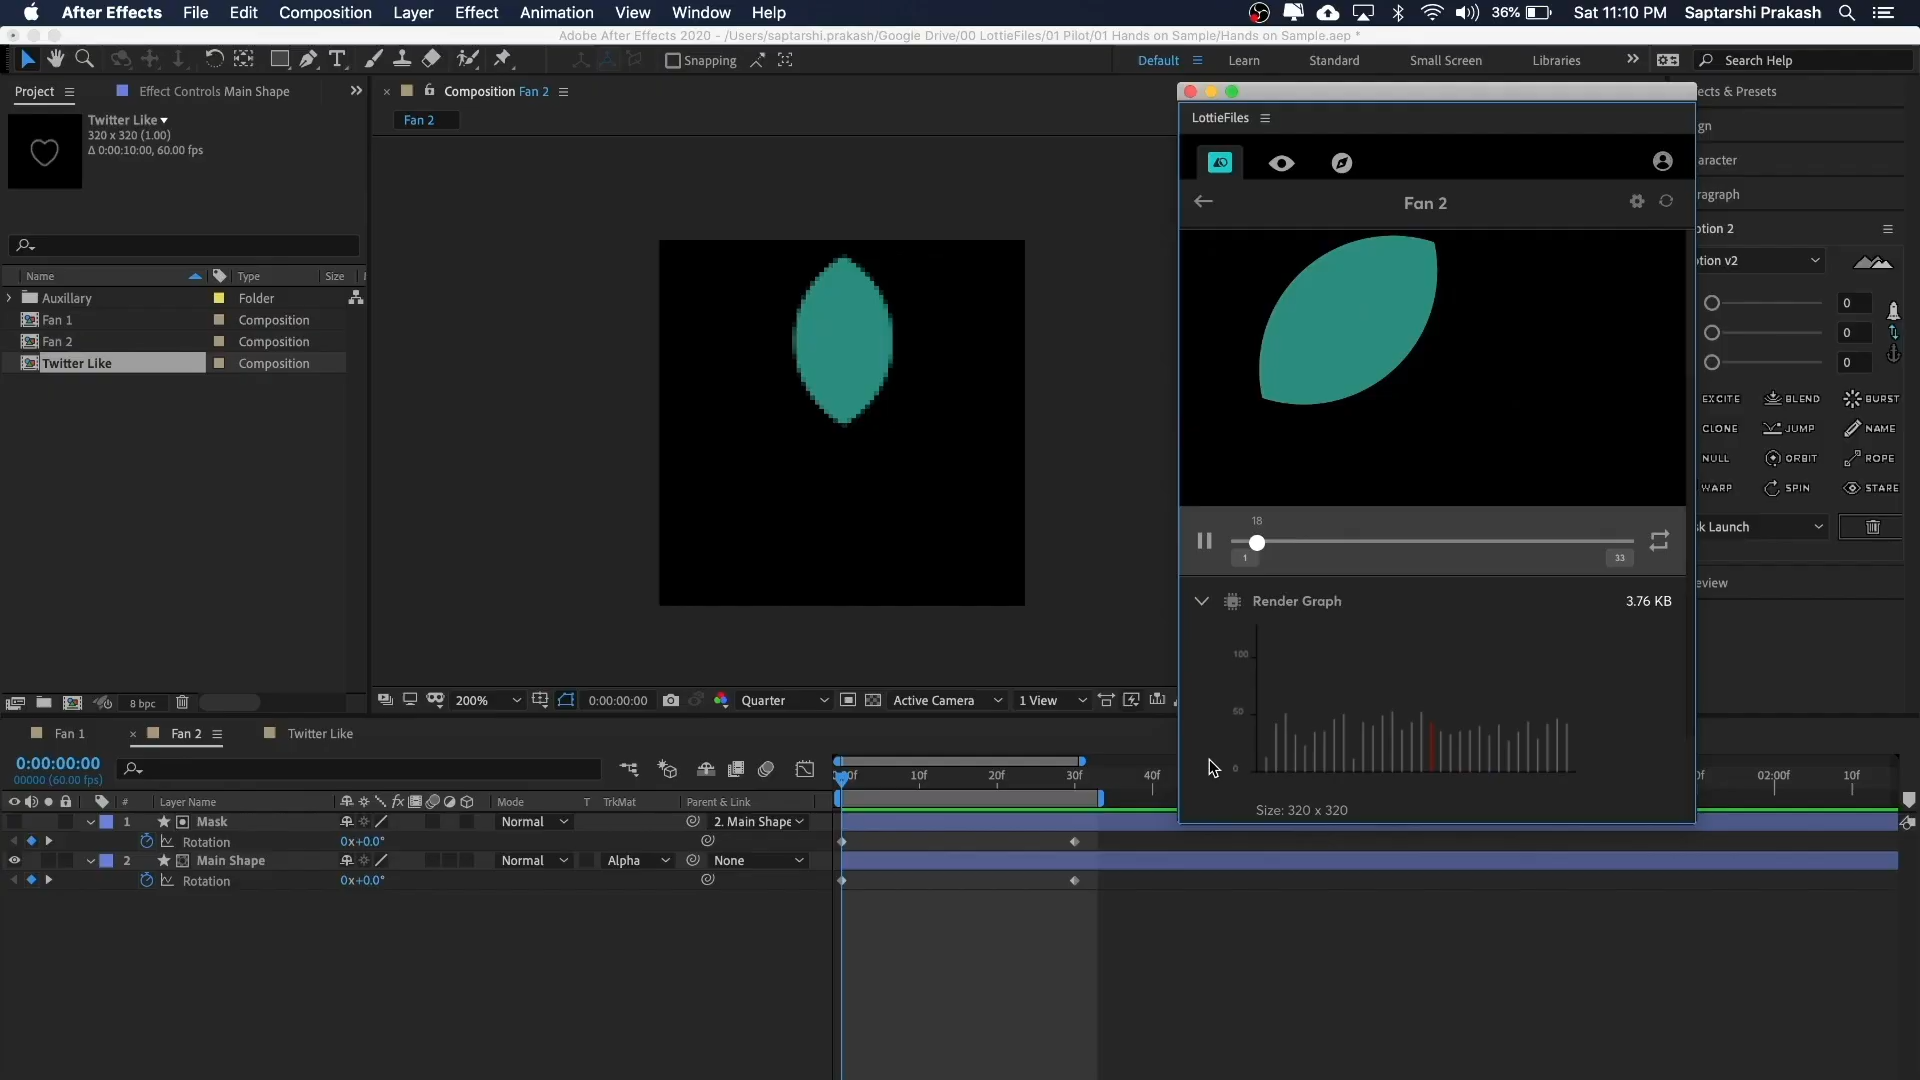 After Effects File Edit Composition Layer Effect Animation View Window Help 36% Sat 11:10 PM Saptarshi Prakash
Adobe After Effects 2020 - /Users/saptarshi.prakash/Google Drive/00 LottieFiles/01 Pilot/01 Hands on Sample/Hands on Sample.aep *
Snapping Default Learn Standard Small Screen Libraries Search Help
Project Effect Controls Main Shape
Composition Fan 2
Fan 2
Twitter Like
320 x 320 (1.00)
Δ 0:00:10:00, 60.00 fps
Name Type Size
Auxillary Folder
Fan 1 Composition
Fan 2 Composition
Twitter Like Composition
8 bpc
200% 0:00:00:00 Quarter Active Camera 1 View
LottieFiles
Fan 2
18
1 33
Render Graph 3.76 KB
100
50
0
Size: 320 x 320
ects & Presets
gn
aracter
ragraph
otion 2
otion v2
0
0
0
EXCITE BLEND BURST
CLONE JUMP NAME
NULL ORBIT ROPE
WARP SPIN STARE
sk Launch
eview
Fan 1 Fan 2 Twitter Like
0:00:00:00
00000 (60.00 fps)
10f 20f 30f 40f 02:00f 10f
# Layer Name Mode T TrkMat Parent & Link
1 Mask Normal 2. Main Shape
Rotation 0x+0.0°
2 Main Shape Normal Alpha None
Rotation 0x+0.0°